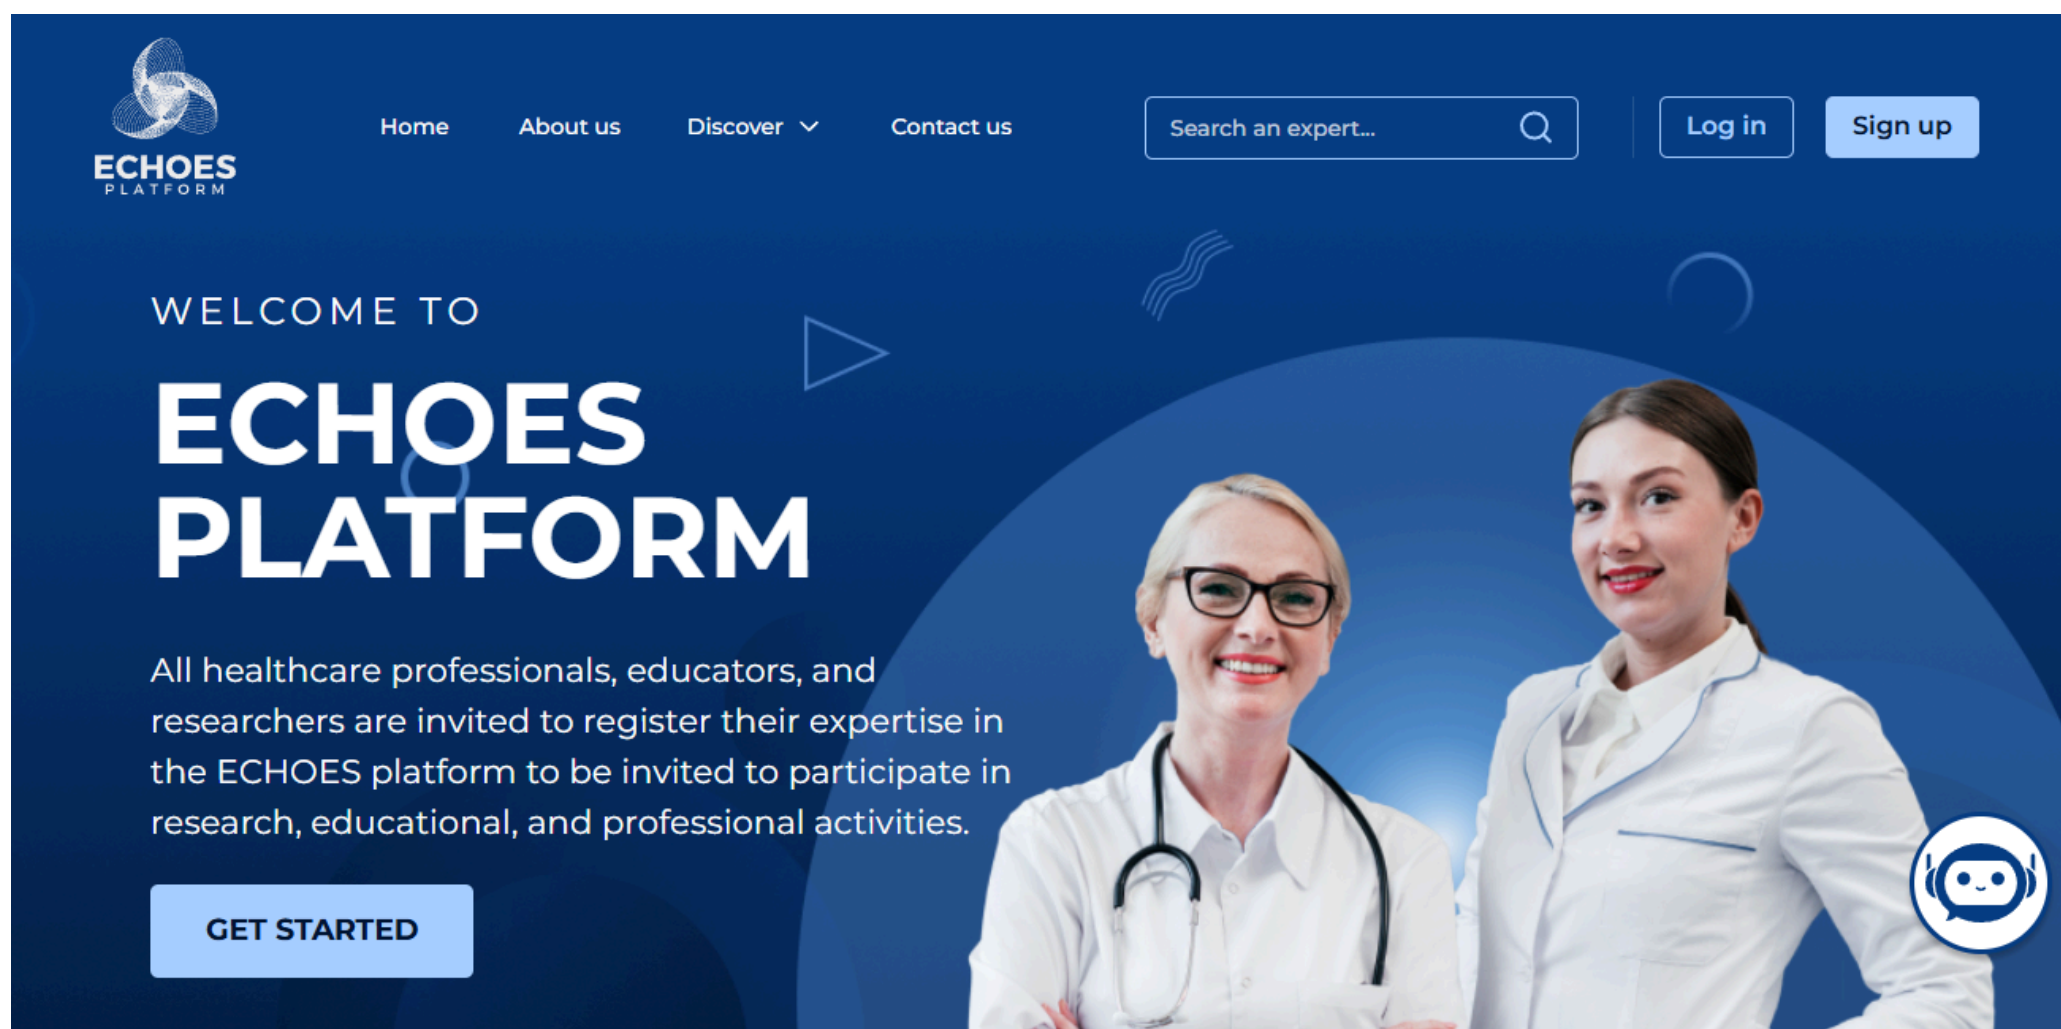 ECHOES
PLATFORM
Home
About us
Discover
Contact us
Search an expert...
Log in
Sign up
WELCOME TO
ECHOES
PLATFORM
All healthcare professionals, educators, and
researchers are invited to register their expertise in
the ECHOES platform to be invited to participate in
research, educational, and professional activities.
GET STARTED